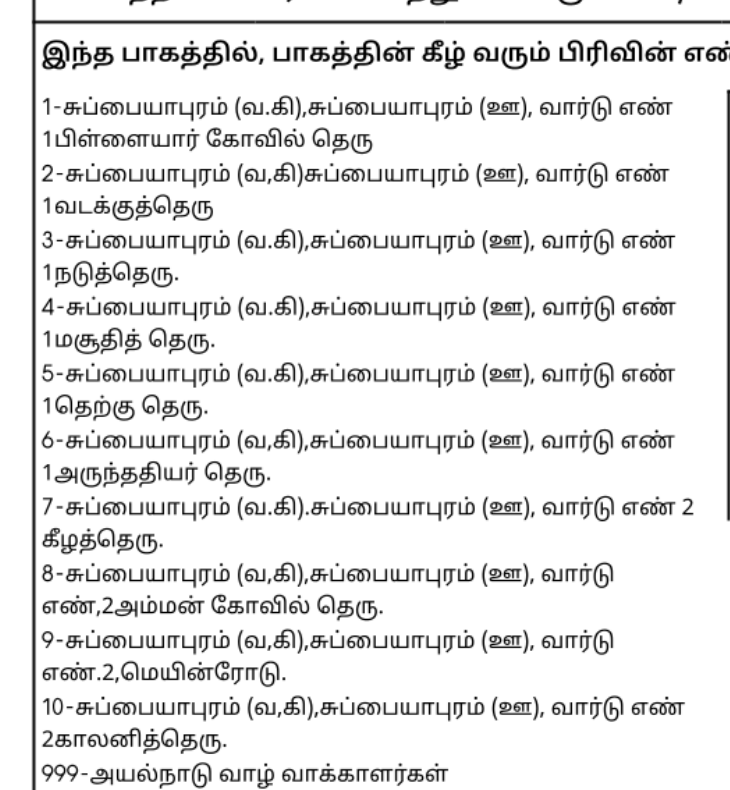 இந்த பாகத்தில், பாகத்தின் கீழ் வரும் பிரிவின்
1-சுப்பையாபுரம் (வ.கி),சுப்பையாபுரம் (ஊ), வார்டு எண்
1பிள்ளையார் கோவில் தெரு
2-சுப்பையாபுரம் (வ,கி)சுப்பையாபுரம் (ஊ), வார்டு எண்
1வடக்குத்தெரு
3-சுப்பையாபுரம் (வ.கி),சுப்பையாபுரம் (ஊ), வார்டு எண்
1நடுத்தெரு.
4-சுப்பையாபுரம் (வ.கி),சுப்பையாபுரம் (ஊ), வார்டு எண்
1மசூதித் தெரு.
5-சுப்பையாபுரம் (வ.கி),சுப்பையாபுரம் (ஊ), வார்டு எண்
1தெற்கு தெரு.
6-சுப்பையாபுரம் (வ,கி),சுப்பையாபுரம் (ஊ), வார்டு எண்
1அருந்ததியர் தெரு.
7-சுப்பையாபுரம் (வ.கி).சுப்பையாபுரம் (ஊ), வார்டு எண் 2
கீழத்தெரு.
8-சுப்பையாபுரம் (வ,கி),சுப்பையாபுரம் (ஊ), வார்டு
எண்,2அம்மன் கோவில் தெரு.
9-சுப்பையாபுரம் (வ,கி),சுப்பையாபுரம் (ஊ), வார்டு
எண்.2,மெயின்ரோடு.
10-சுப்பையாபுரம் (வ,கி),சுப்பையாபுரம் (ஊ), வார்டு எண்
2காலனித்தெரு.
999-அயல்நாடு வாழ் வாக்காளர்கள்